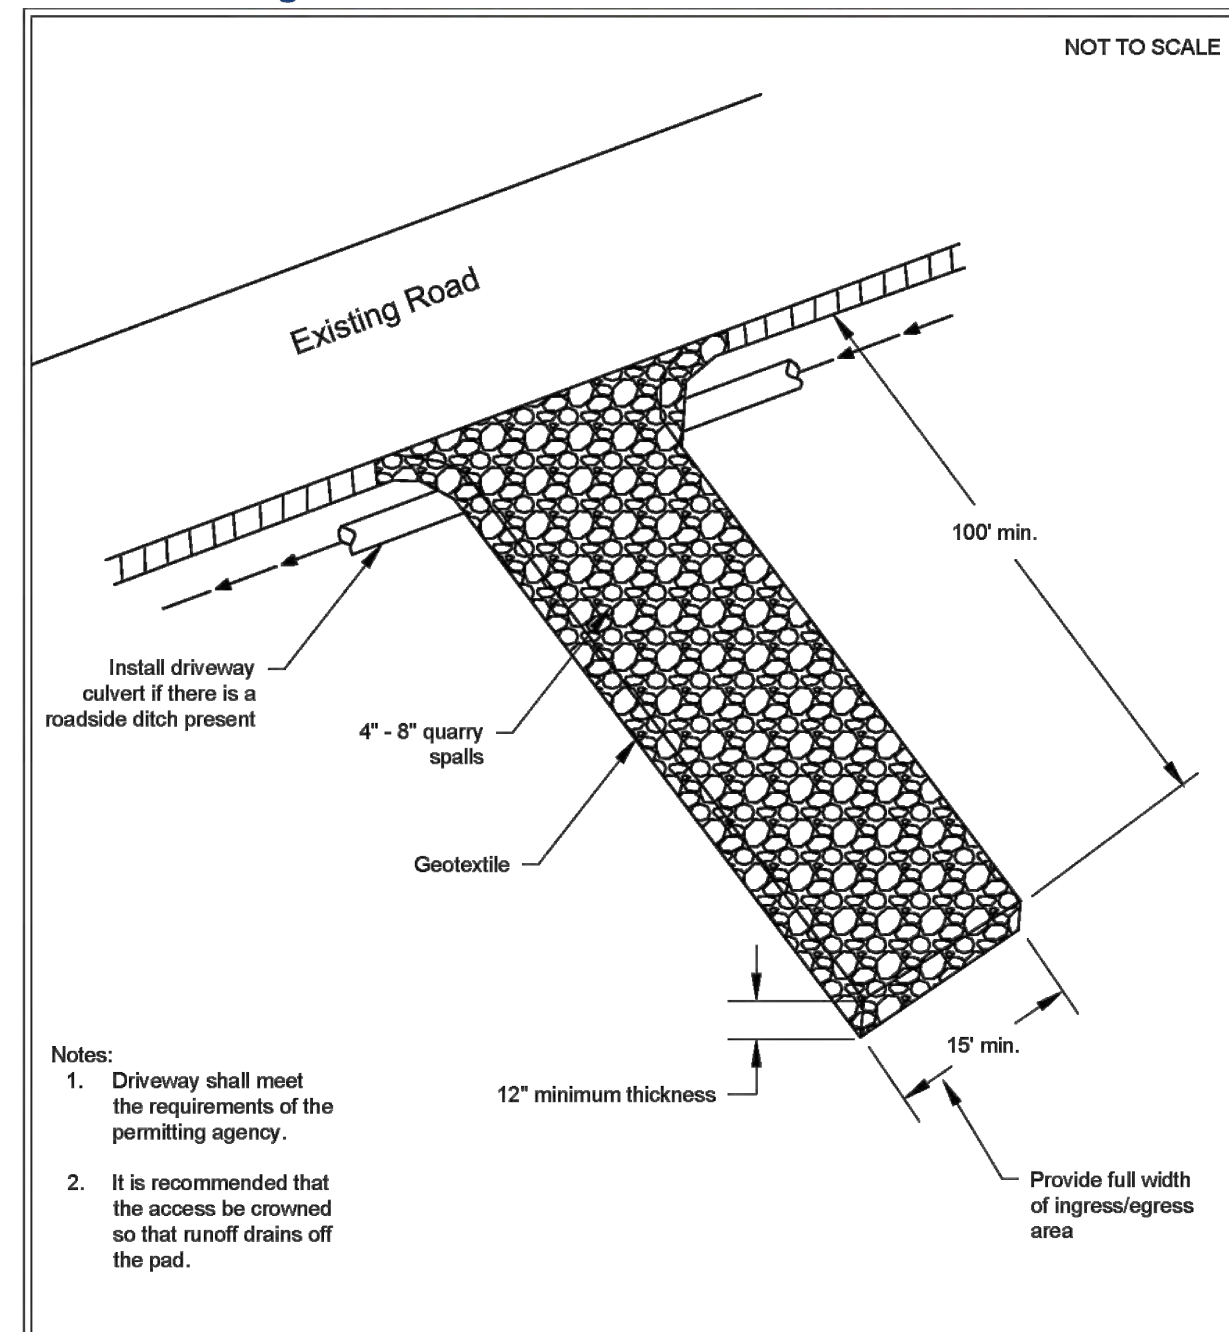 NOT TO SCALE
Existing Road
100' min.
Install driveway
culvert if there is a
roadside ditch present
4" - 8" quarry
spalls
Geotextile
15' min.
12" minimum thickness
Provide full width
of ingress/egress
area
Notes:
1. Driveway shall meet
the requirements of the
permitting agency.
2. It is recommended that
the access be crowned
so that runoff drains off
the pad.